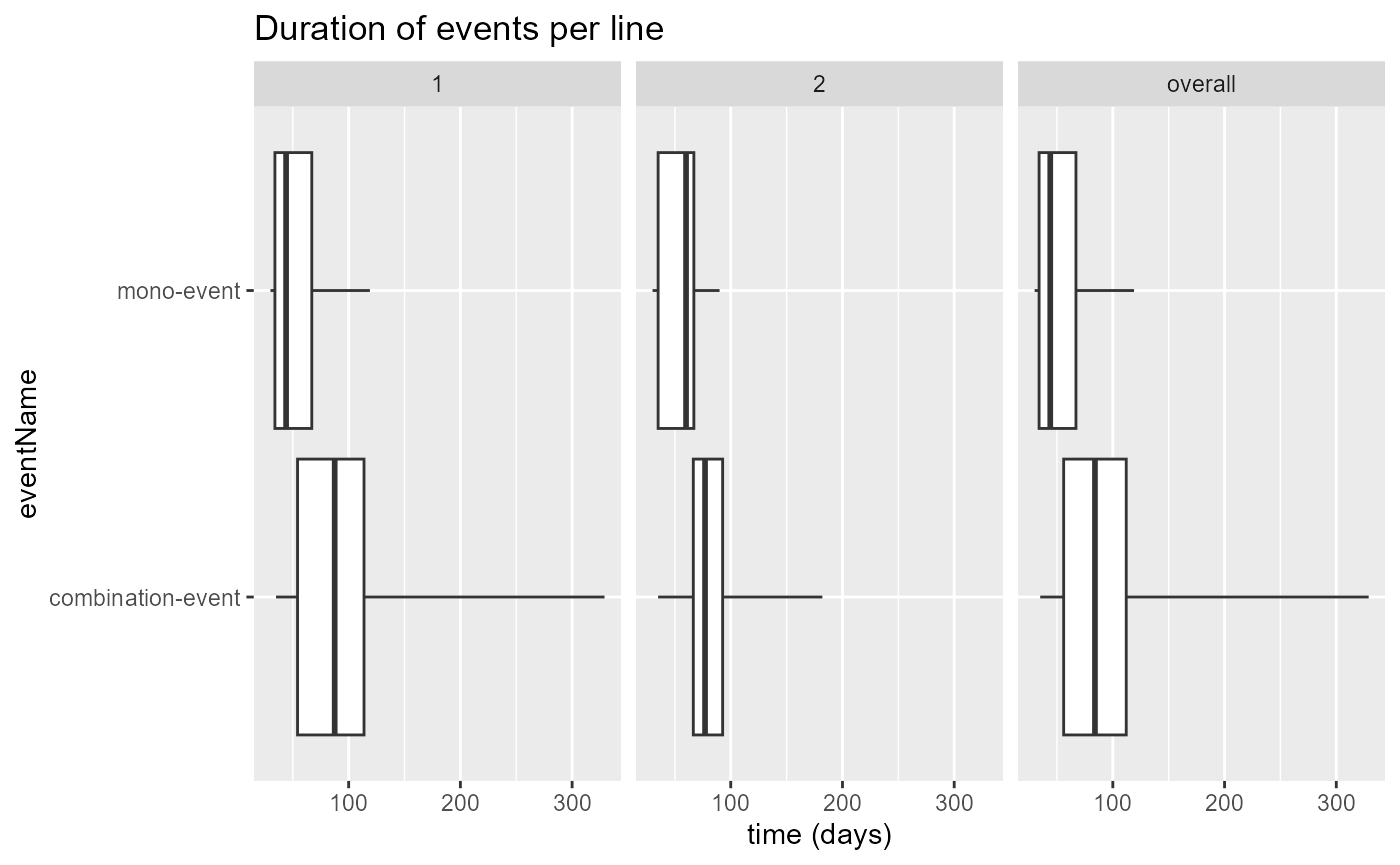 Duration of events per line
1
2
overall
mono-event
combination-event
eventName
100
200
300
100
200
300
100
200
300
time (days)